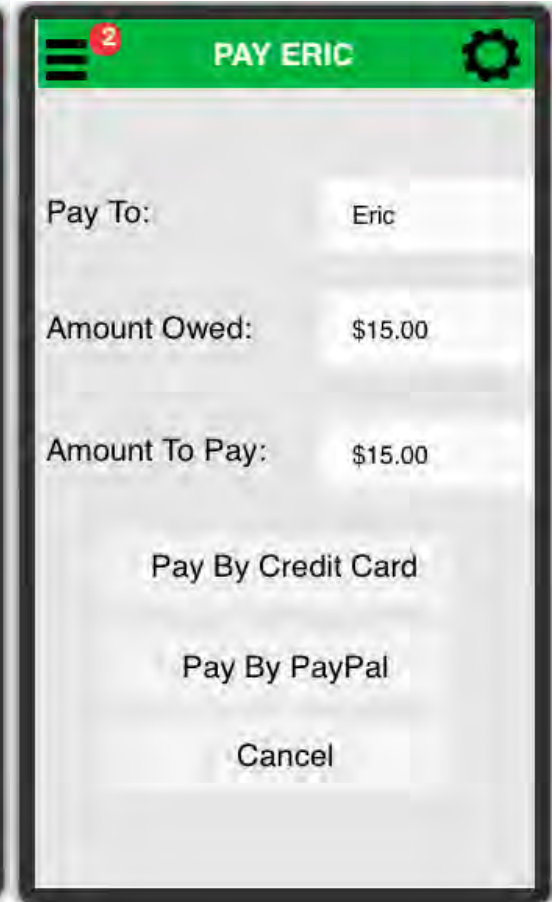 2
PAY ERIC
Pay To: Eric
Amount Owed: $15.00
Amount To Pay: $15.00
Pay By Credit Card
Pay By PayPal
Cancel